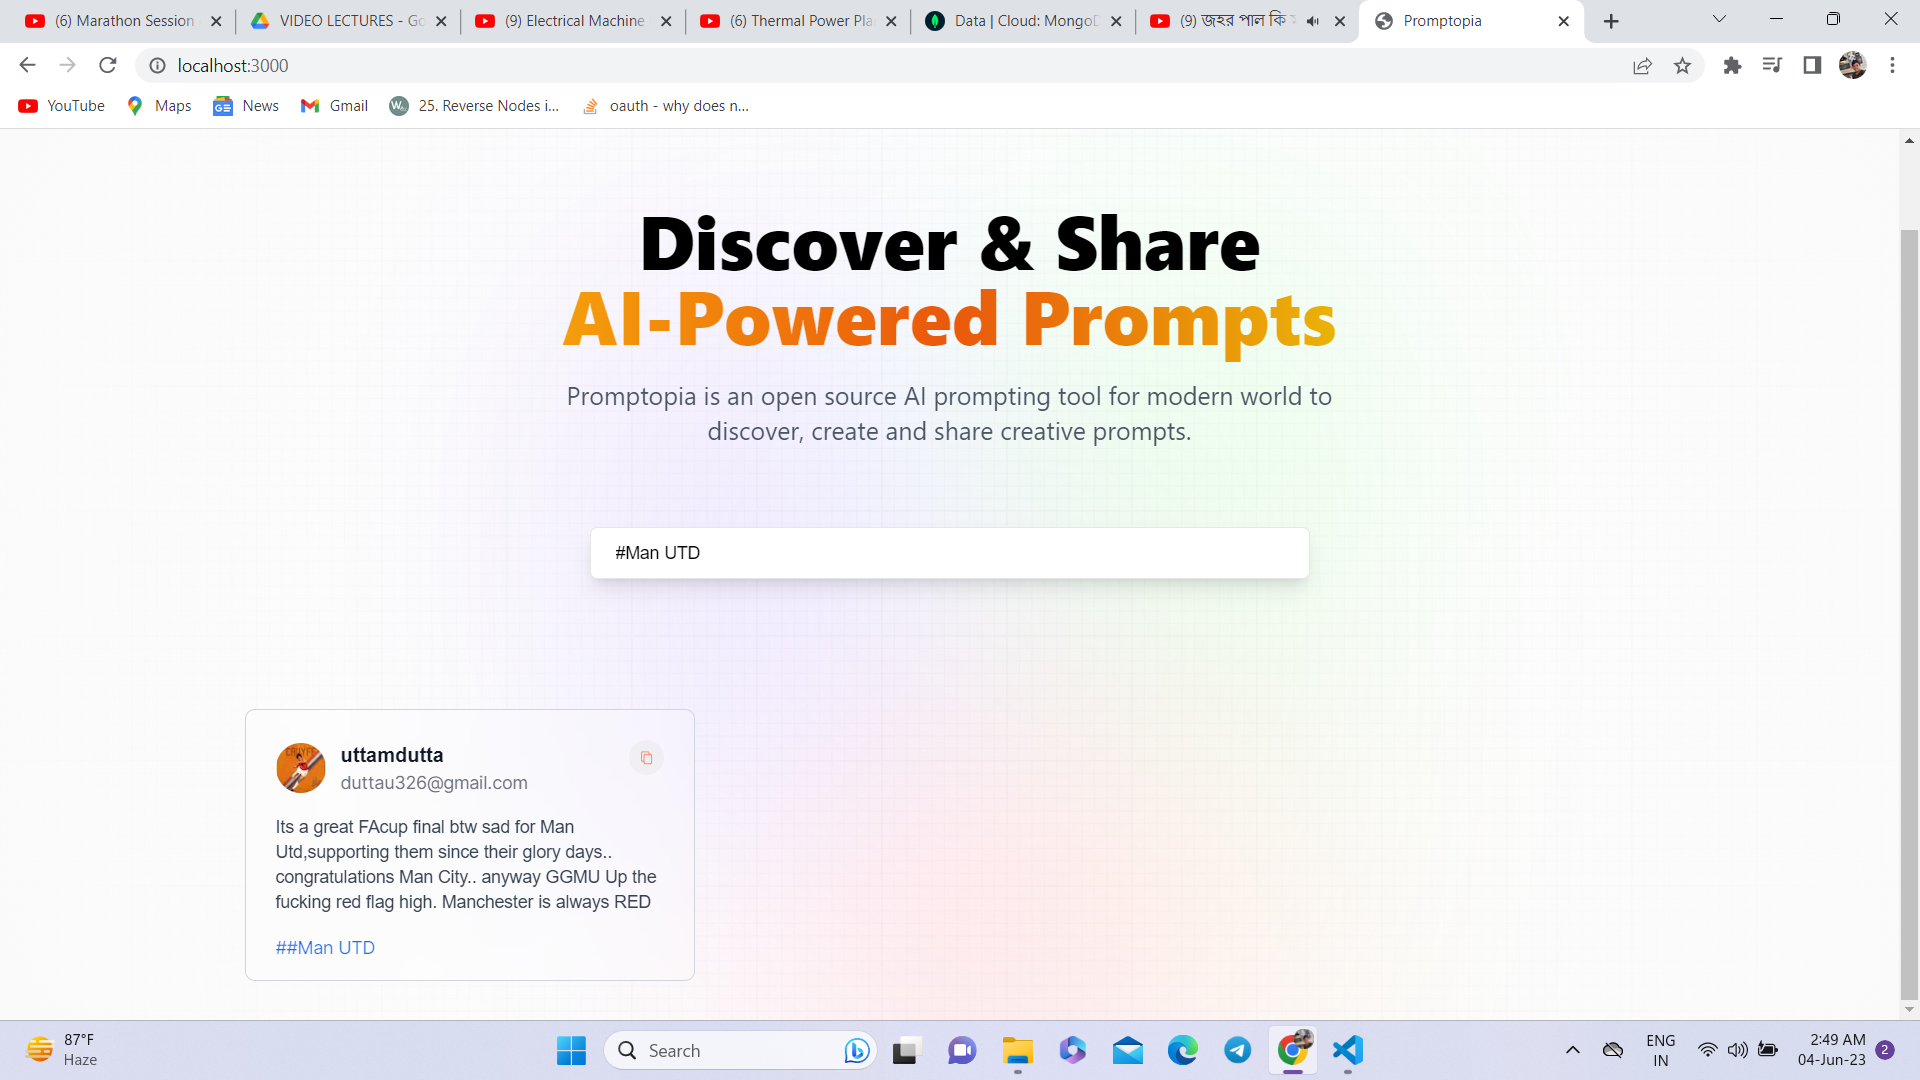 (6) Marathon Session
VIDEO LECTURES - Go
(9) Electrical Machine
(6) Thermal Power Pla
Data | Cloud: MongoD
(9) জহর পাল কি
Promptopia
localhost:3000
YouTube
Maps
News
Gmail
25. Reverse Nodes i...
oauth - why does n...
Discover & Share
AI-Powered Prompts
Promptopia is an open source AI prompting tool for modern world to
discover, create and share creative prompts.
#Man UTD
uttamdutta
duttau326@gmail.com
Its a great FAcup final btw sad for Man
Utd,supporting them since their glory days..
congratulations Man City.. anyway GGMU Up the
fucking red flag high. Manchester is always RED
##Man UTD
87°F
Haze
Search
ENG
IN
2:49 AM
04-Jun-23
2